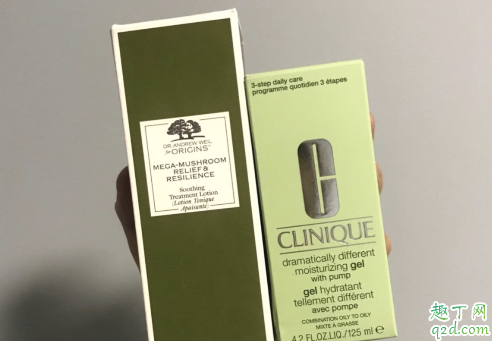 DR. ANDREW WEIL
for ORIGINS™
MEGA-MUSHROOM
RELIEF &
RESILIENCE
Soothing
Treatment Lotion
(Lotion Tonique
Apaisante)
3-step daily care
programme quotidien 3 étapes
CLINIQUE
dramatically different
moisturizing gel
with pump
gel hydratant
tellement différent
avec pompe
COMBINATION OILY TO OILY
MIXTE À GRASSE
4.2 FL.OZ.LIQ./125 ml ℮
趣丁网
q2d.com